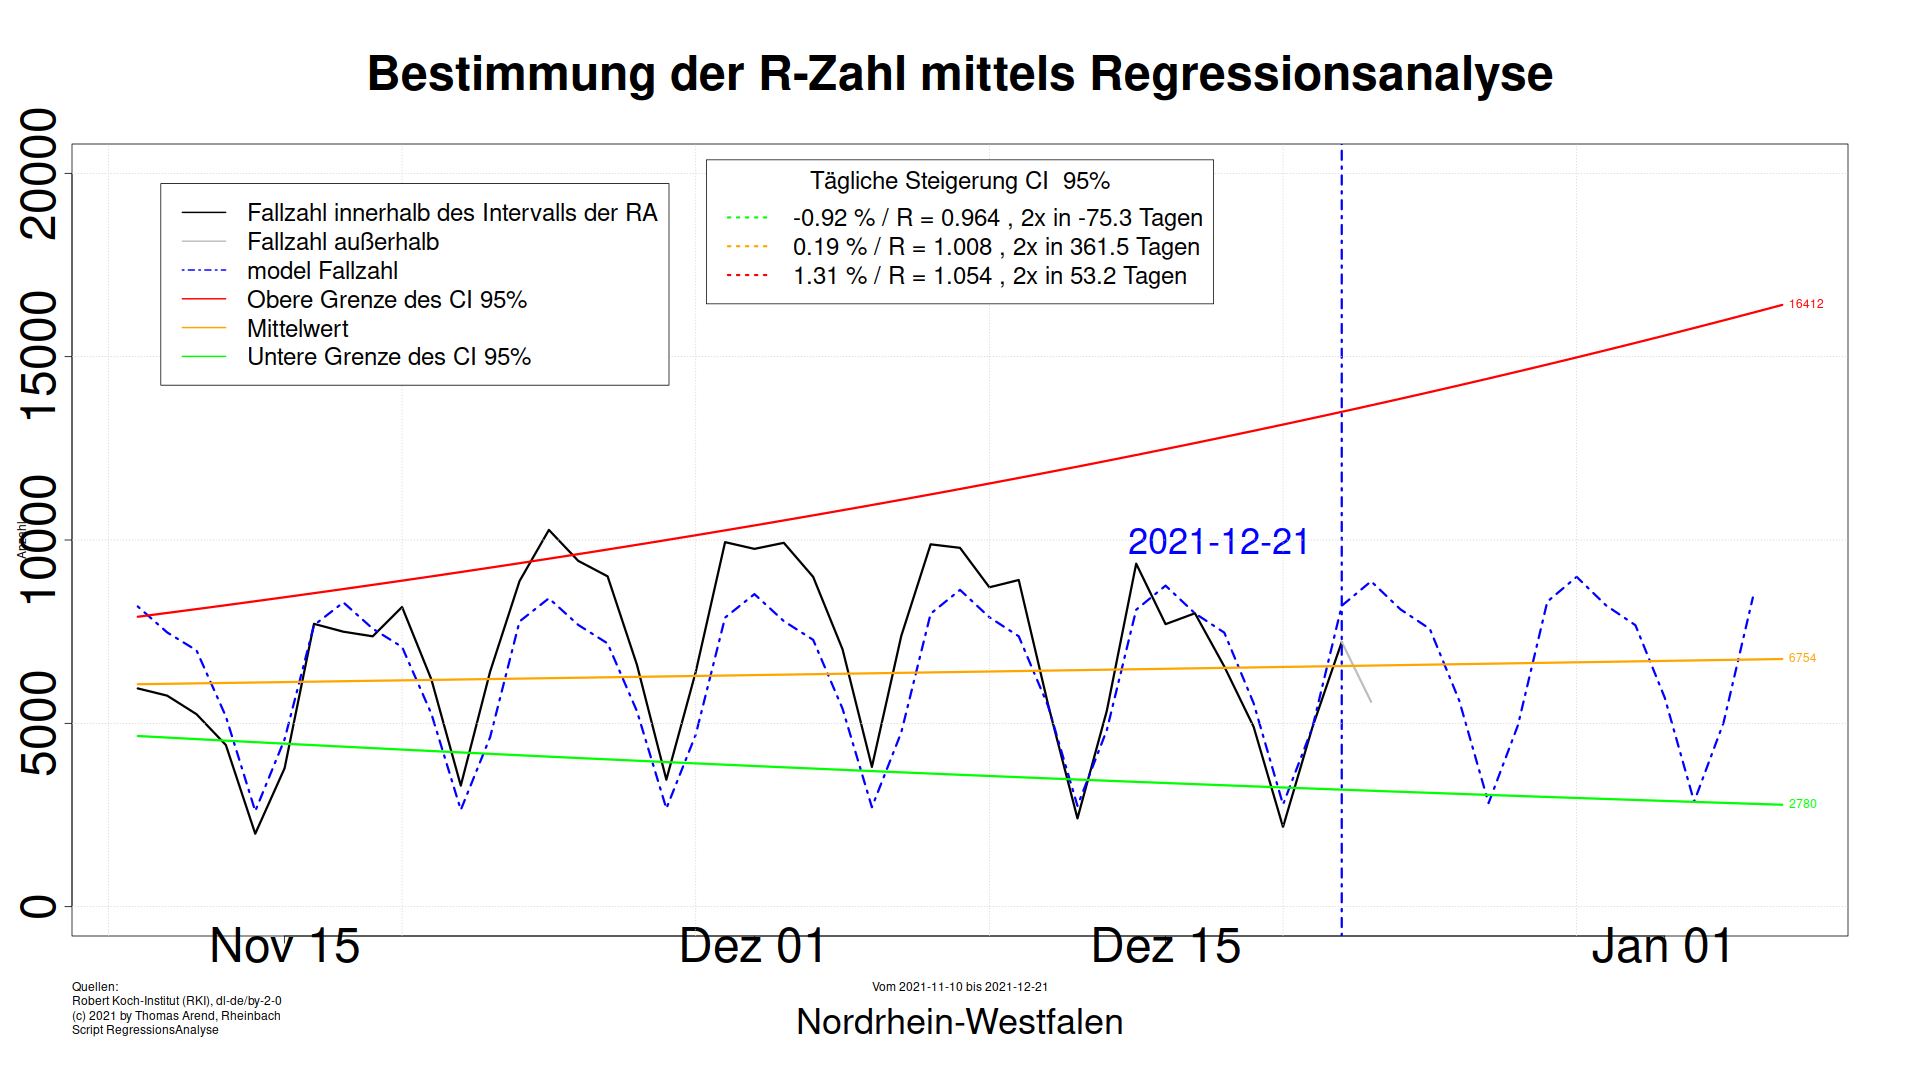 Bestimmung der R-Zahl mittels Regressionsanalyse
Anzahl
20000
15000
10000
5000
0
Fallzahl innerhalb des Intervalls der RA
Fallzahl außerhalb
model Fallzahl
Obere Grenze des CI 95%
Mittelwert
Untere Grenze des CI 95%
Tägliche Steigerung CI  95%
-0.92 % / R = 0.964 , 2x in -75.3 Tagen
0.19 % / R = 1.008 , 2x in 361.5 Tagen
1.31 % / R = 1.054 , 2x in 53.2 Tagen
16412
2021-12-21
6754
2780
Nov 15
Dez 01
Dez 15
Jan 01
Quellen:
Robert Koch-Institut (RKI), dl-de/by-2-0
(c) 2021 by Thomas Arend, Rheinbach
Script RegressionsAnalyse
Vom 2021-11-10 bis 2021-12-21
Nordrhein-Westfalen